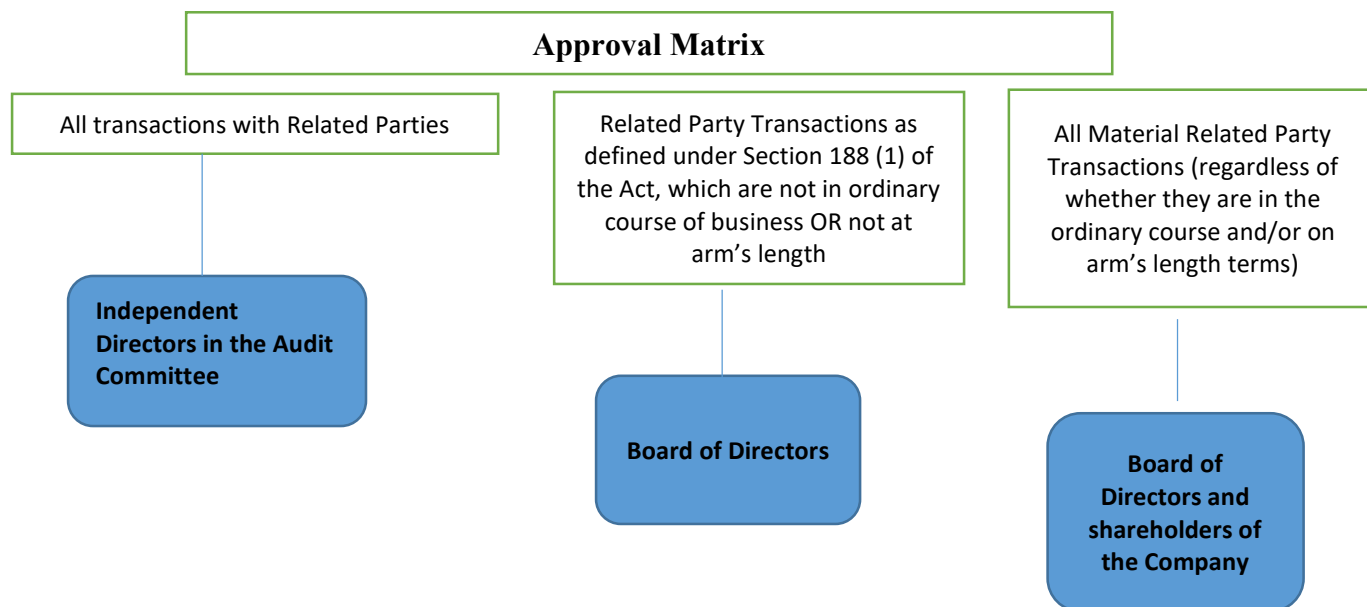 Approval Matrix
All transactions with Related Parties
Independent
Directors in the Audit
Committee
Related Party Transactions as
defined under Section 188 (1) of
the Act, which are not in ordinary
course of business OR not at
arm’s length
Board of Directors
All Material Related Party
Transactions (regardless of
whether they are in the
ordinary course and/or on
arm’s length terms)
Board of
Directors and
shareholders of
the Company